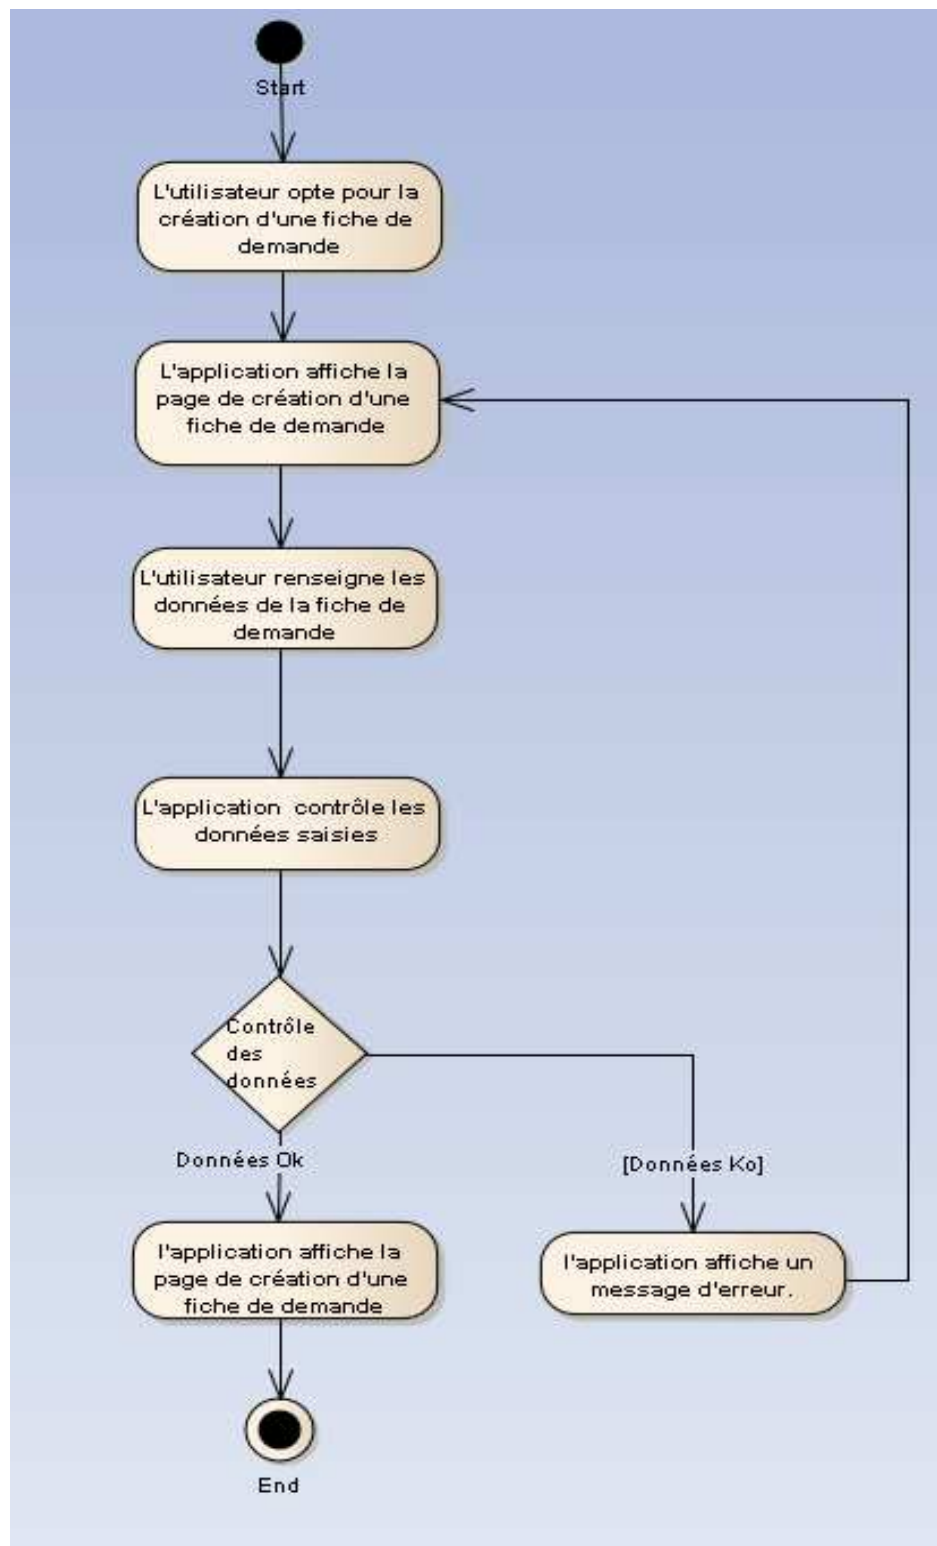 Start
L'utilisateur opte pour la
création d'une fiche de
demande
L'application affiche la
page de création d'une
fiche de demande
L'utilisateur renseigne les
données de la fiche de
demande
L'application contrôle les
données saisies
Contrôle
des
données
Données Ok
[Données Ko]
l'application affiche la
page de création d'une
fiche de demande
l'application affiche un
message d'erreur.
End